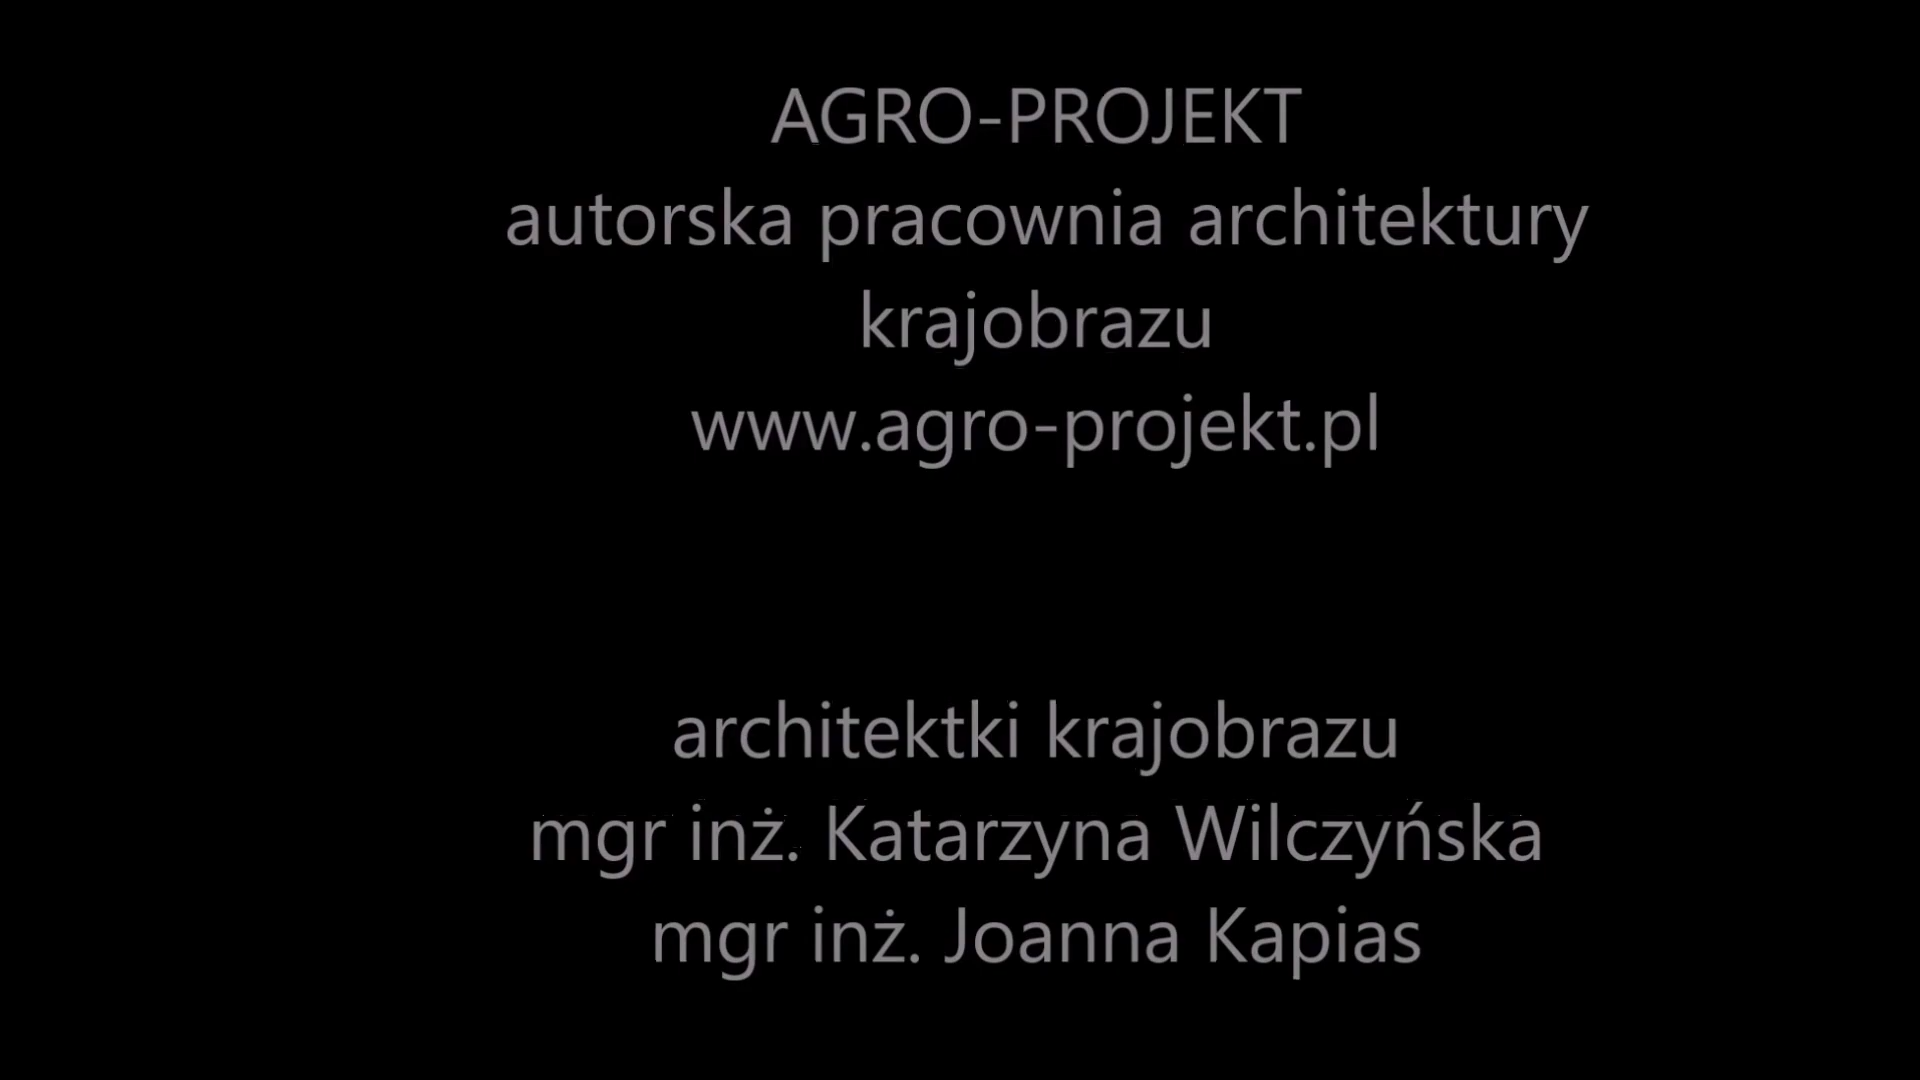 AGRO-PROJEKT
autorska pracownia architektury
krajobrazu
www.agro-projekt.pl
architektki krajobrazu
mgr inż. Katarzyna Wilczyńska
mgr inż. Joanna Kapias